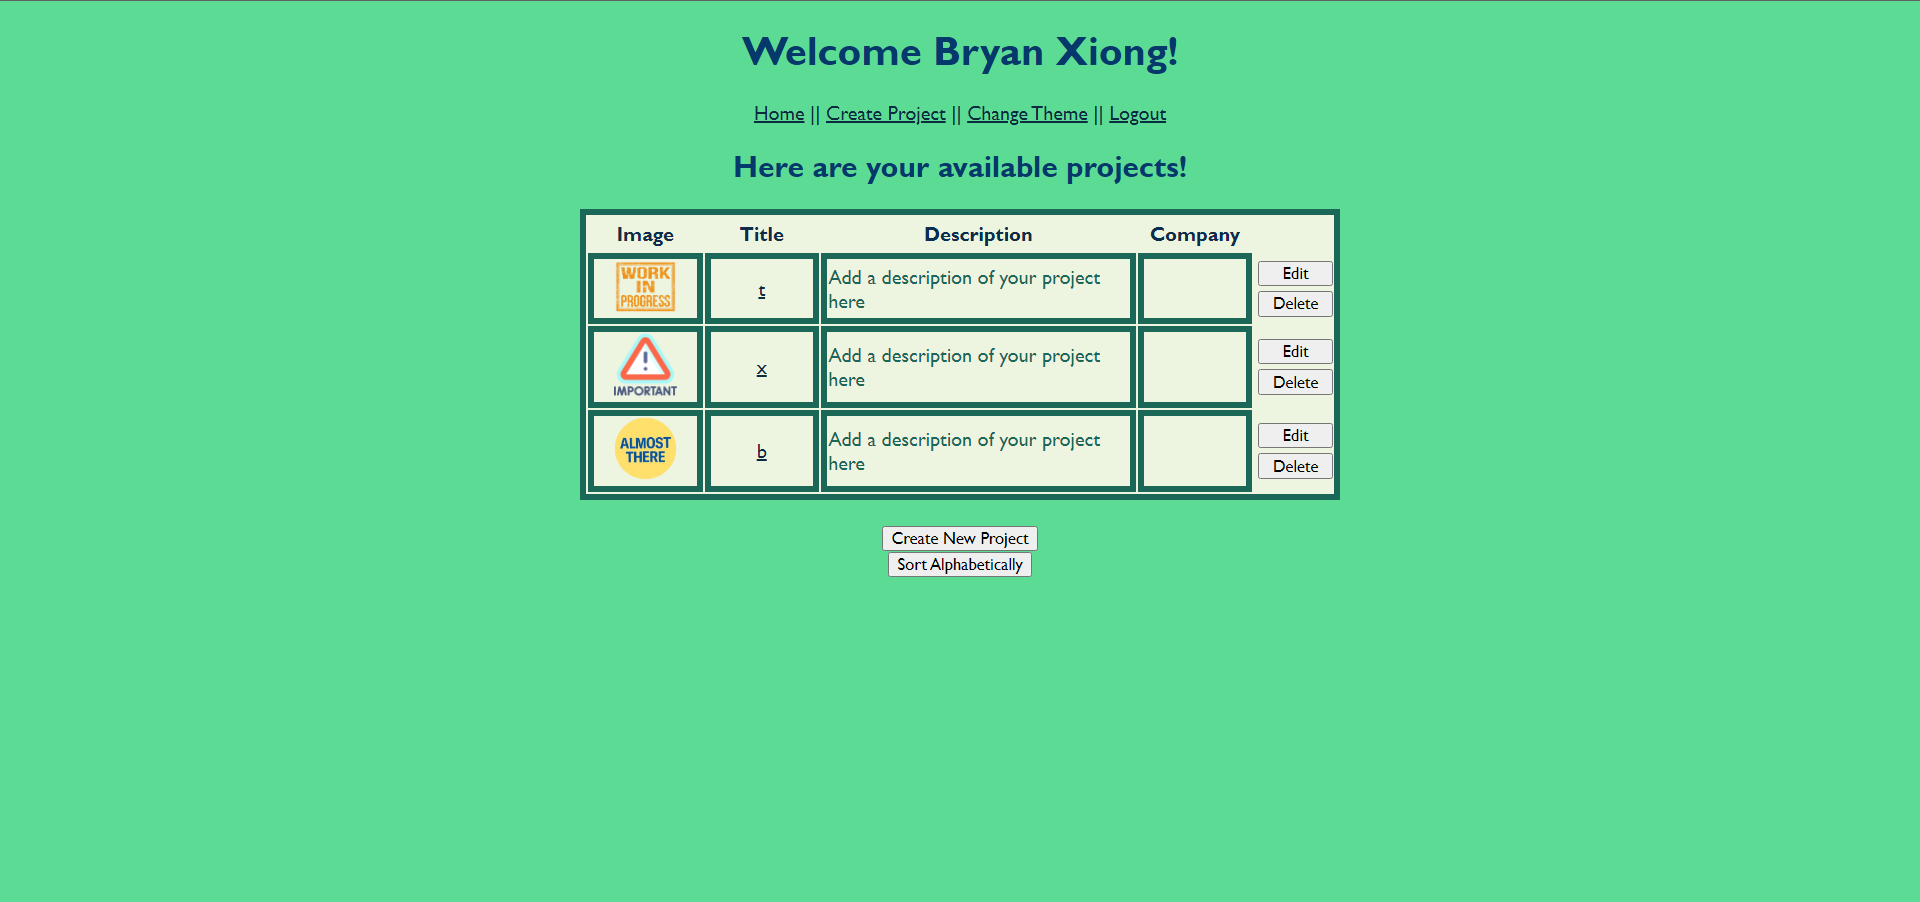 Welcome Bryan Xiong!
Home || Create Project || Change Theme || Logout
Here are your available projects!
Image Title Description Company
WORK
IN
PROGRESS
t
Add a description of your project
here
Edit
Delete
IMPORTANT
x
Add a description of your project
here
Edit
Delete
ALMOST
THERE
b
Add a description of your project
here
Edit
Delete
Create New Project
Sort Alphabetically